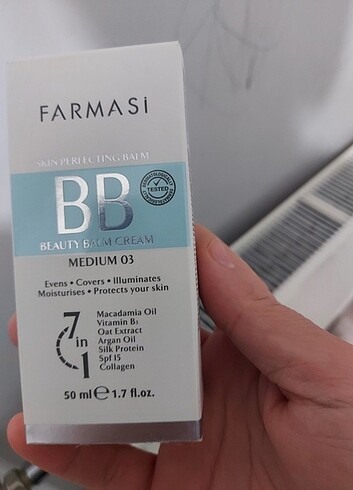 FARMASi
SKIN PERFECTING BALM
BB
DERMATOLOGICALLY TESTED
BEAUTY BALM CREAM
MEDIUM 03
Evens • Covers • Illuminates
Moisturises • Protects your skin
7 in 1
Macadamia Oil
Vitamin B3
Oat Extract
Argan Oil
Silk Protein
Spf 15
Collagen
50 ml e 1.7 fl.oz.